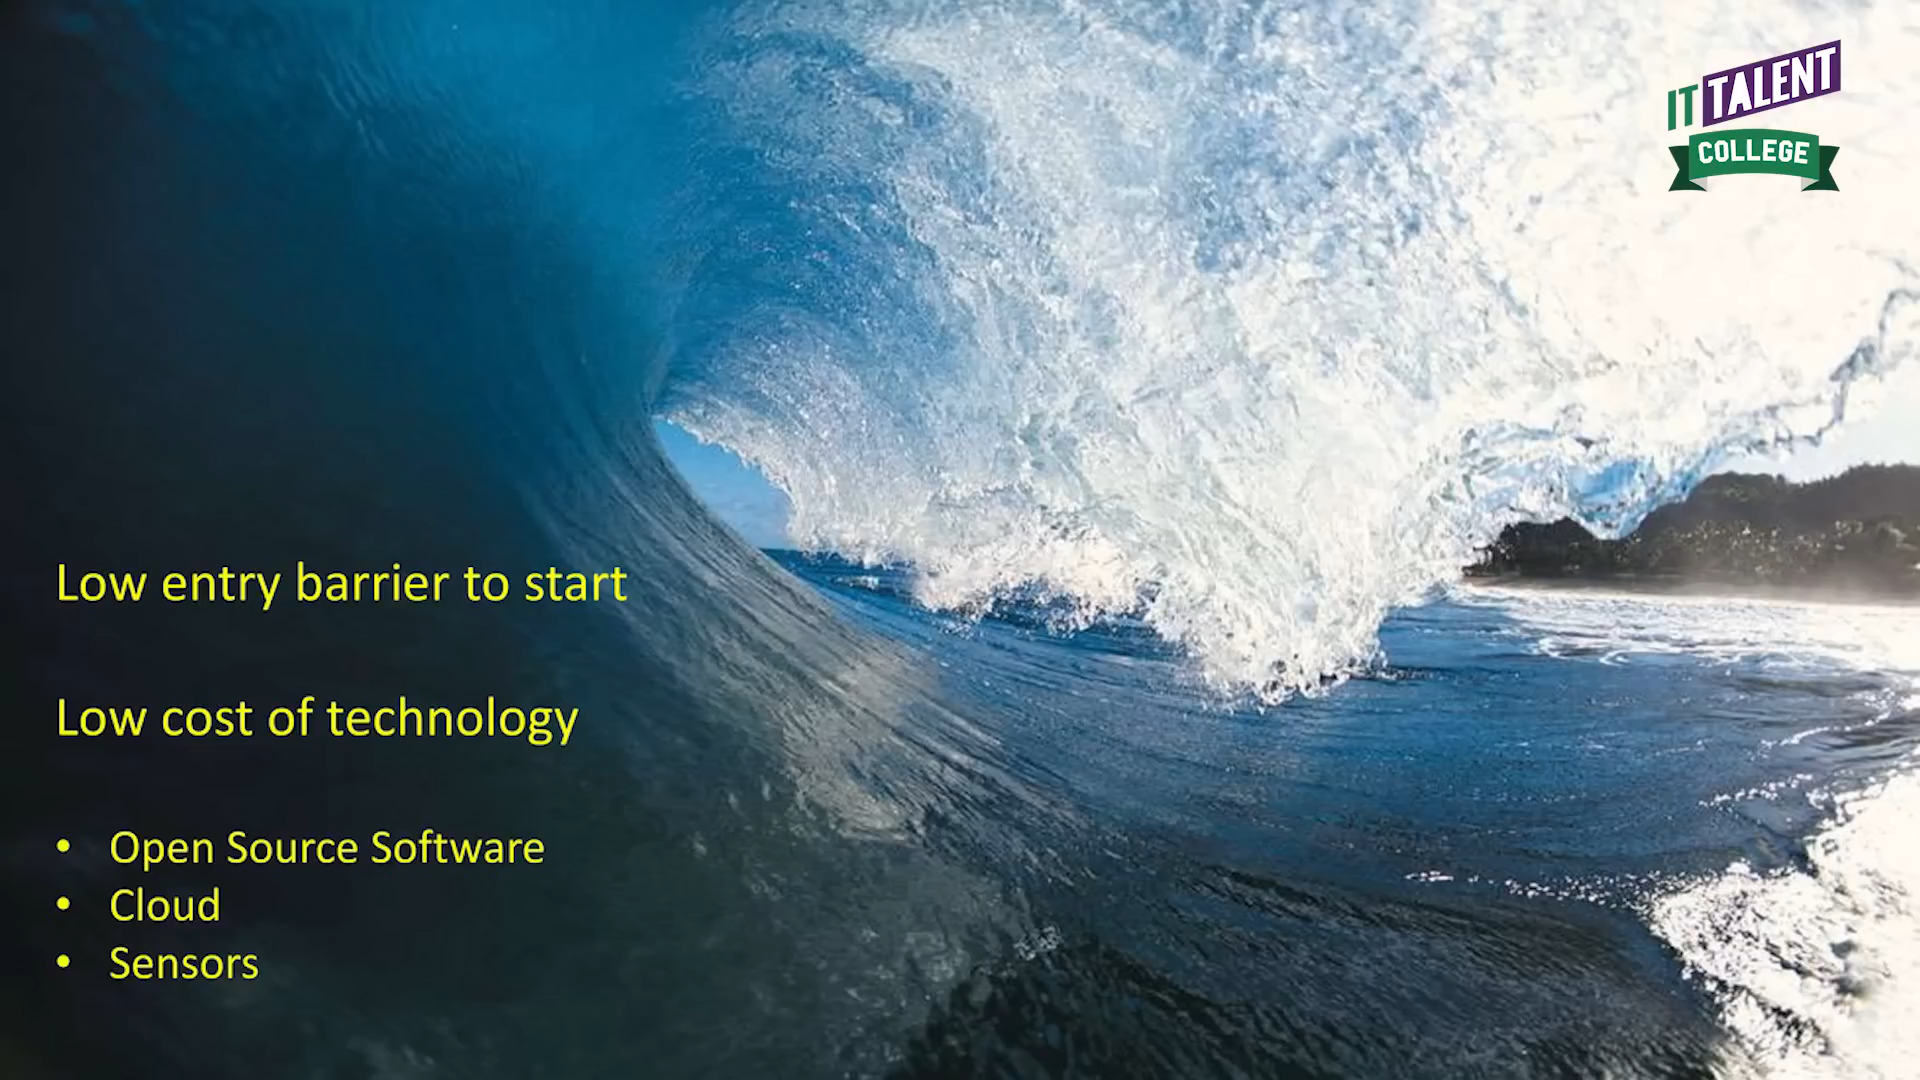 IT TALENT
COLLEGE
Low entry barrier to start
Low cost of technology
• Open Source Software
• Cloud
• Sensors